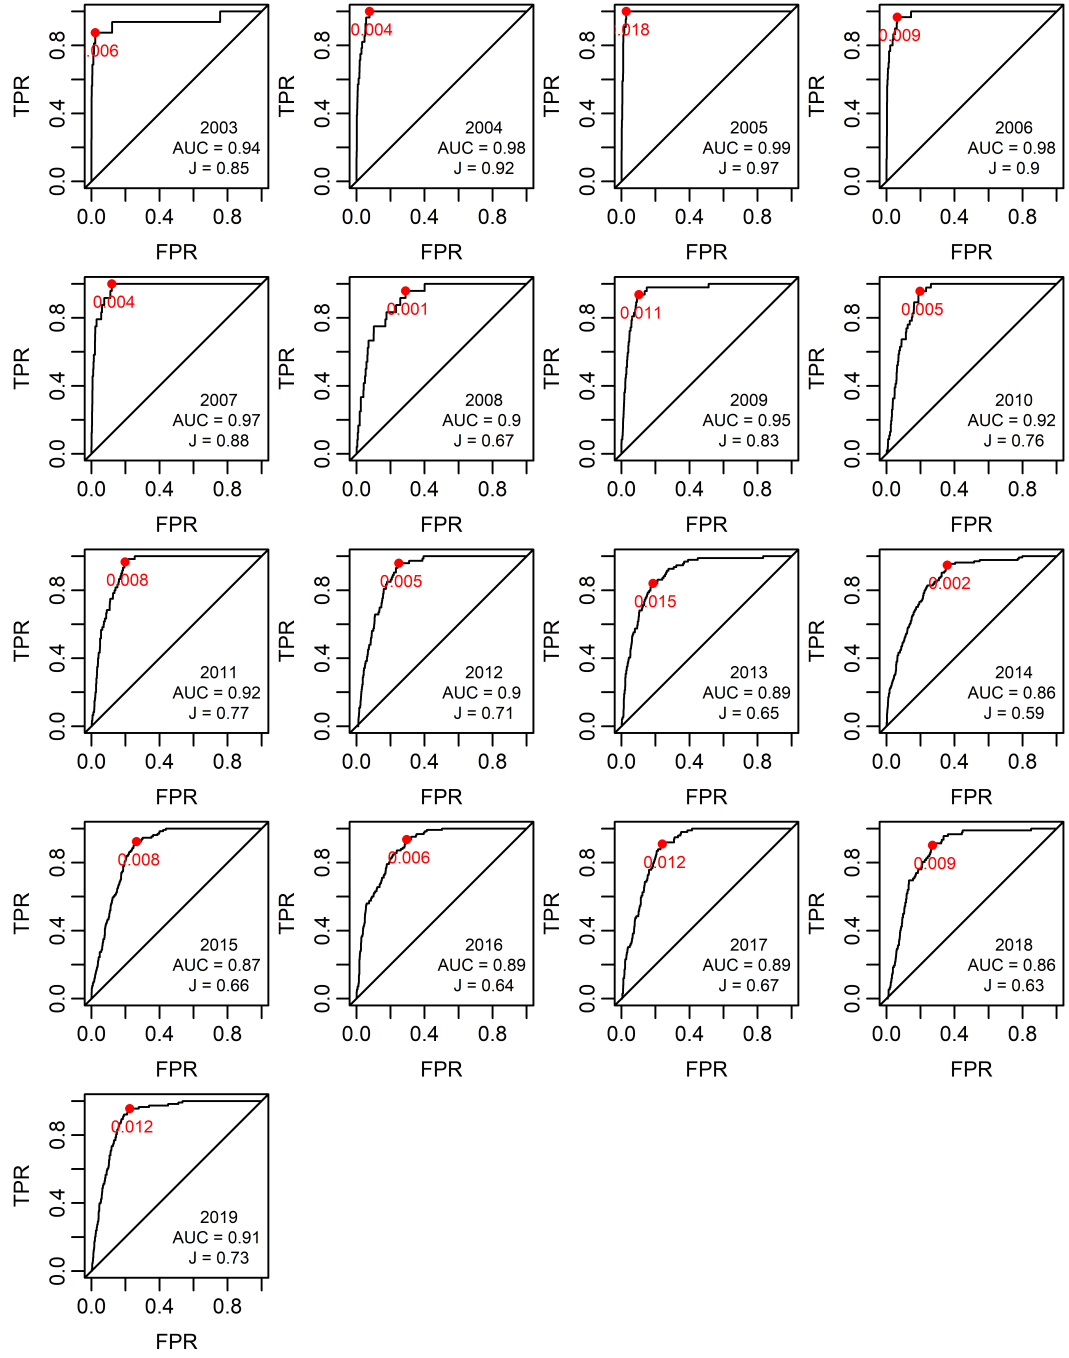 TPR
0.0 0.4 0.8
.006
2003
AUC = 0.94
J = 0.85
0.0 0.4 0.8
FPR
TPR
0.0 0.4 0.8
0.004
2004
AUC = 0.98
J = 0.92
0.0 0.4 0.8
FPR
TPR
0.0 0.4 0.8
.018
2005
AUC = 0.99
J = 0.97
0.0 0.4 0.8
FPR
TPR
0.0 0.4 0.8
0.009
2006
AUC = 0.98
J = 0.9
0.0 0.4 0.8
FPR
TPR
0.0 0.4 0.8
0.004
2007
AUC = 0.97
J = 0.88
0.0 0.4 0.8
FPR
TPR
0.0 0.4 0.8
0.001
2008
AUC = 0.9
J = 0.67
0.0 0.4 0.8
FPR
TPR
0.0 0.4 0.8
0.011
2009
AUC = 0.95
J = 0.83
0.0 0.4 0.8
FPR
TPR
0.0 0.4 0.8
0.005
2010
AUC = 0.92
J = 0.76
0.0 0.4 0.8
FPR
TPR
0.0 0.4 0.8
0.008
2011
AUC = 0.92
J = 0.77
0.0 0.4 0.8
FPR
TPR
0.0 0.4 0.8
0.005
2012
AUC = 0.9
J = 0.71
0.0 0.4 0.8
FPR
TPR
0.0 0.4 0.8
0.015
2013
AUC = 0.89
J = 0.65
0.0 0.4 0.8
FPR
TPR
0.0 0.4 0.8
0.002
2014
AUC = 0.86
J = 0.59
0.0 0.4 0.8
FPR
TPR
0.0 0.4 0.8
0.008
2015
AUC = 0.87
J = 0.66
0.0 0.4 0.8
FPR
TPR
0.0 0.4 0.8
0.006
2016
AUC = 0.89
J = 0.64
0.0 0.4 0.8
FPR
TPR
0.0 0.4 0.8
0.012
2017
AUC = 0.89
J = 0.67
0.0 0.4 0.8
FPR
TPR
0.0 0.4 0.8
0.009
2018
AUC = 0.86
J = 0.63
0.0 0.4 0.8
FPR
TPR
0.0 0.4 0.8
0.012
2019
AUC = 0.91
J = 0.73
0.0 0.4 0.8
FPR